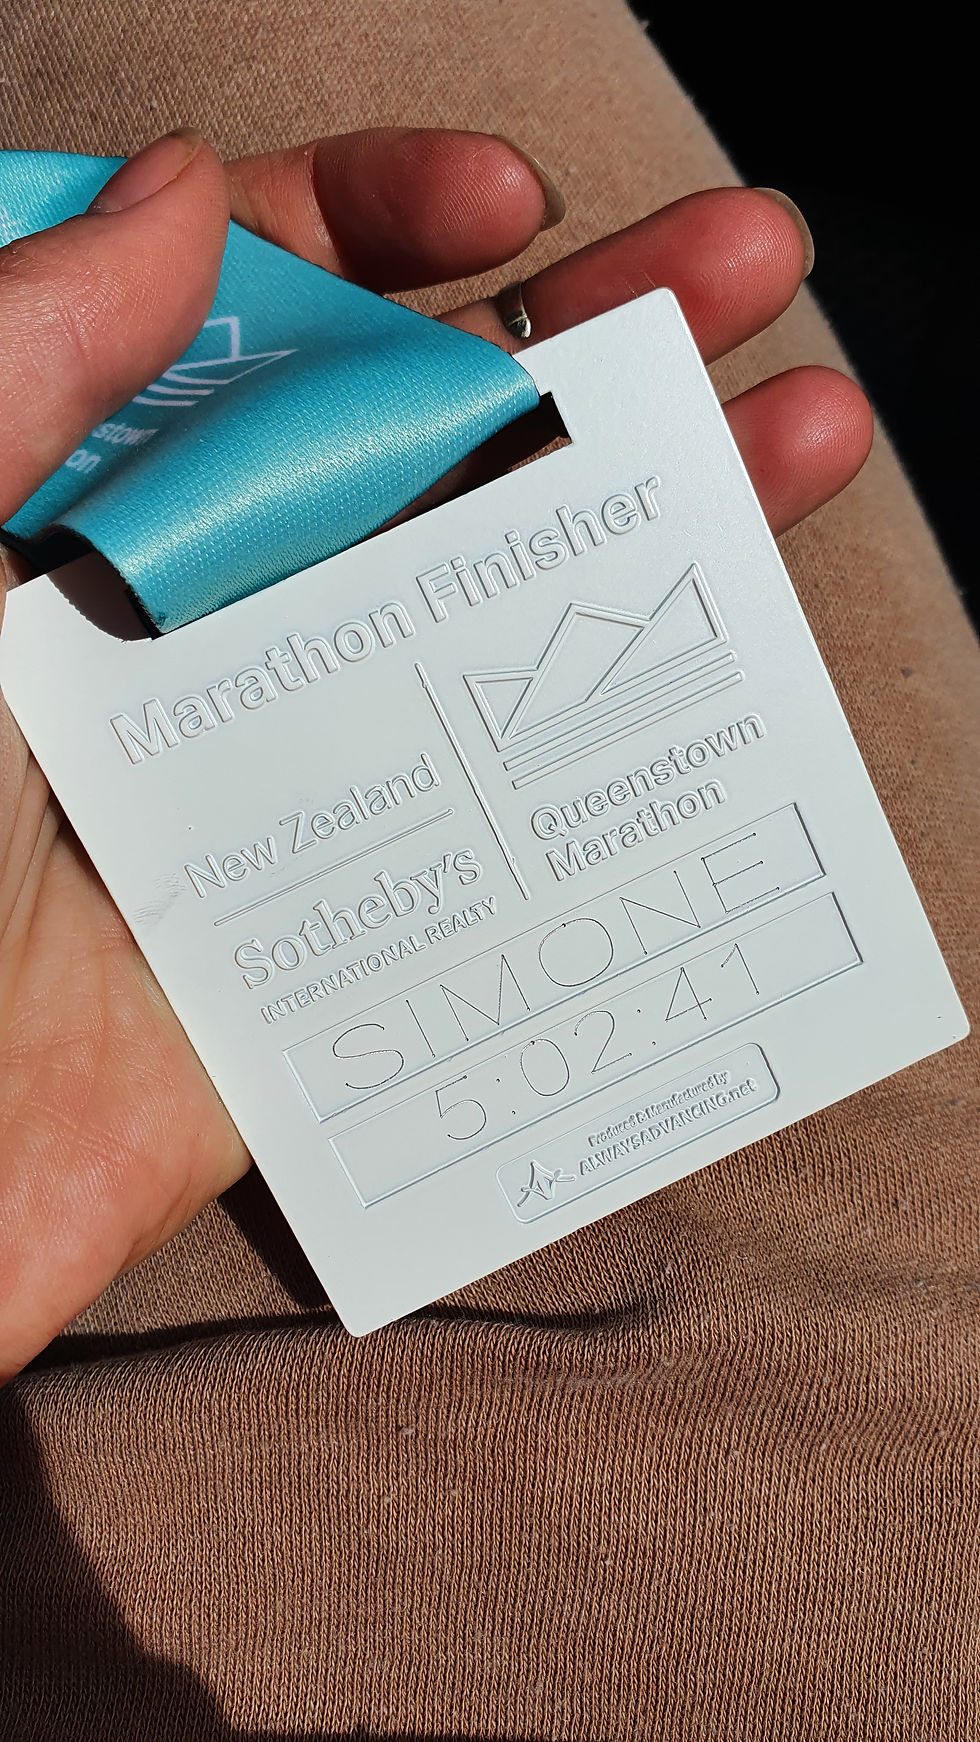 Marathon Finisher
New Zealand
Sotheby's
INTERNATIONAL REALTY
Queenstown
Marathon
SIMONE
5:02:41
Produced & Manufactured by
ALWAYSADVANCING.net